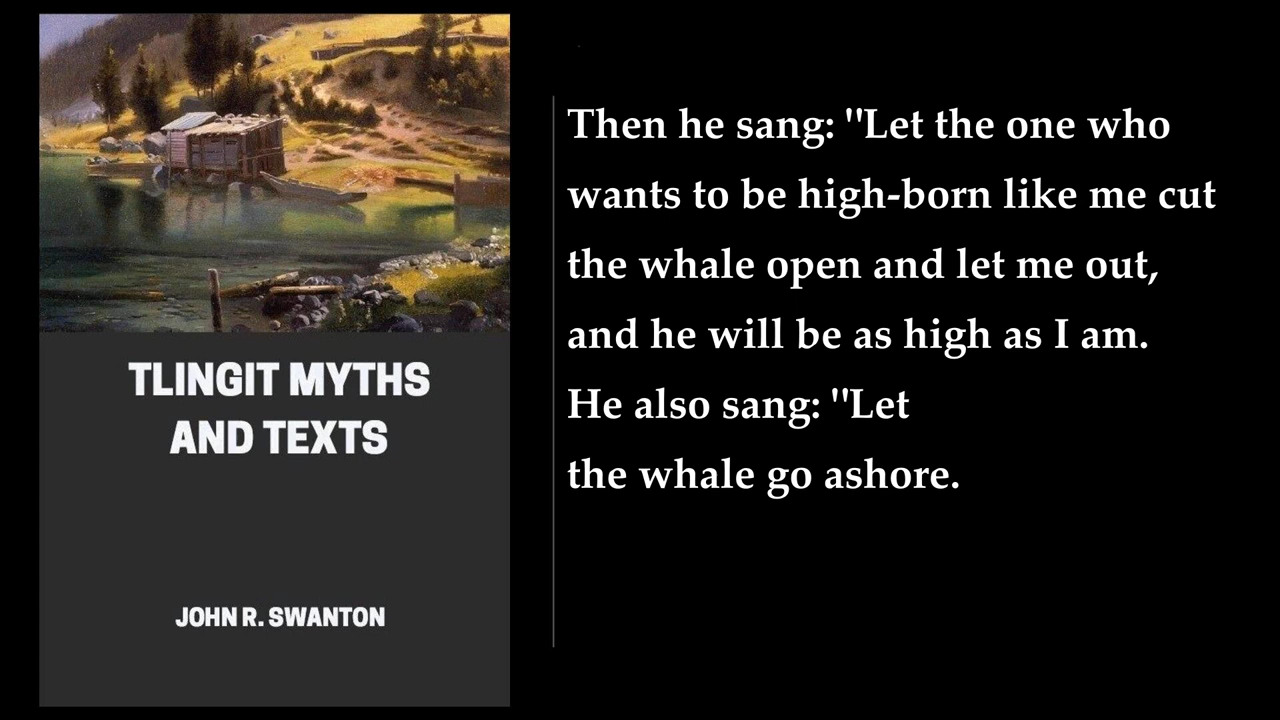 TLINGIT MYTHS
AND TEXTS
JOHN R. SWANTON
Then he sang: "Let the one who
wants to be high-born like me cut
the whale open and let me out,
and he will be as high as I am.
He also sang: "Let
the whale go ashore.